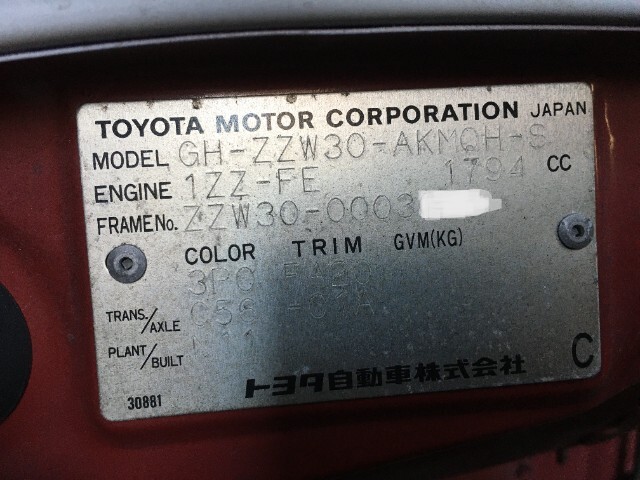 TOYOTA MOTOR CORPORATION JAPAN
MODEL GH-ZZW30-AKMQH-S
ENGINE 1ZZ-FE 1794 CC
FRAME No. ZZW30-0003
COLOR TRIM GVM(KG)
3P0
TRANS./AXLE
PLANT/BUILT
トヨタ自動車株式会社
C
30881